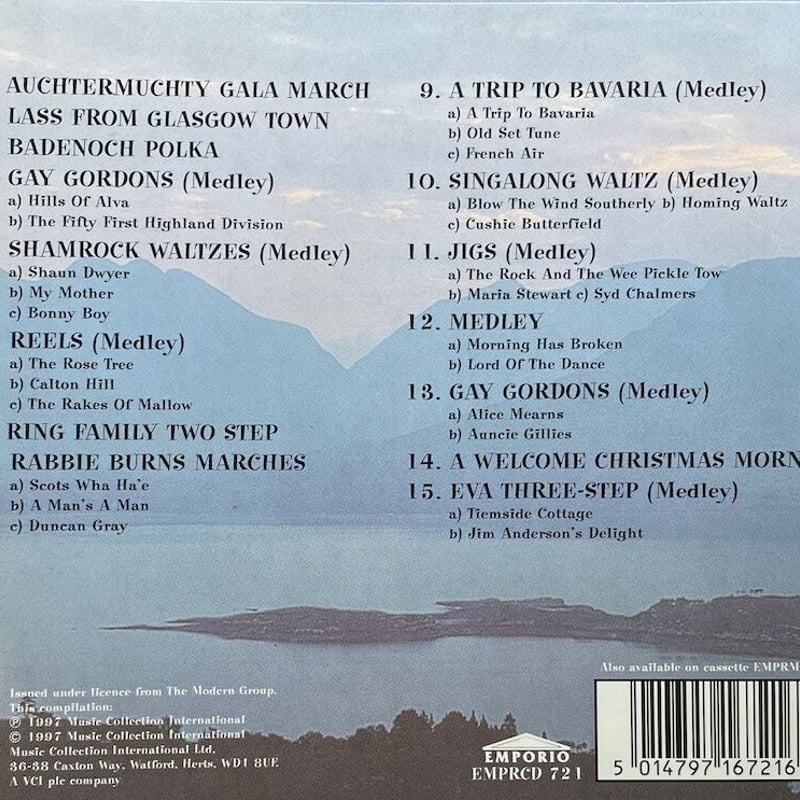 AUCHTERMUCHTY GALA MARCH
LASS FROM GLASGOW TOWN
BADENOCH POLKA
GAY GORDONS (Medley)
a) Hills Of Alva
b) The Fifty First Highland Division
SHAMROCK WALTZES (Medley)
a) Shaun Dwyer
b) My Mother
c) Bonny Boy
REELS (Medley)
a) The Rose Tree
b) Calton Hill
c) The Rakes Of Mallow
RING FAMILY TWO STEP
RABBIE BURNS MARCHES
a) Scots Wha Ha'e
b) A Man's A Man
c) Duncan Gray
9. A TRIP TO BAVARIA (Medley)
a) A Trip To Bavaria
b) Old Set Tune
c) French Air
10. SINGALONG WALTZ (Medley)
a) Blow The Wind Southerly b) Homing Waltz
c) Cushie Butterfield
11. JIGS (Medley)
a) The Rock And The Wee Pickle Tow
b) Maria Stewart c) Syd Chalmers
12. MEDLEY
a) Morning Has Broken
b) Lord Of The Dance
13. GAY GORDONS (Medley)
a) Alice Mearns
b) Auncie Gillies
14. A WELCOME CHRISTMAS MORN
15. EVA THREE-STEP (Medley)
a) Tiemside Cottage
b) Jim Anderson's Delight
Issued under licence from The Modern Group.
This compilation:
℗ 1997 Music Collection International
© 1997 Music Collection International
Music Collection International Ltd.
36-38 Caxton Way, Watford, Herts, WD1 8UF
A VCI plc company
EMPORIO
EMPRCD 721
Also available on cassette EMPRM
5 014797 167216